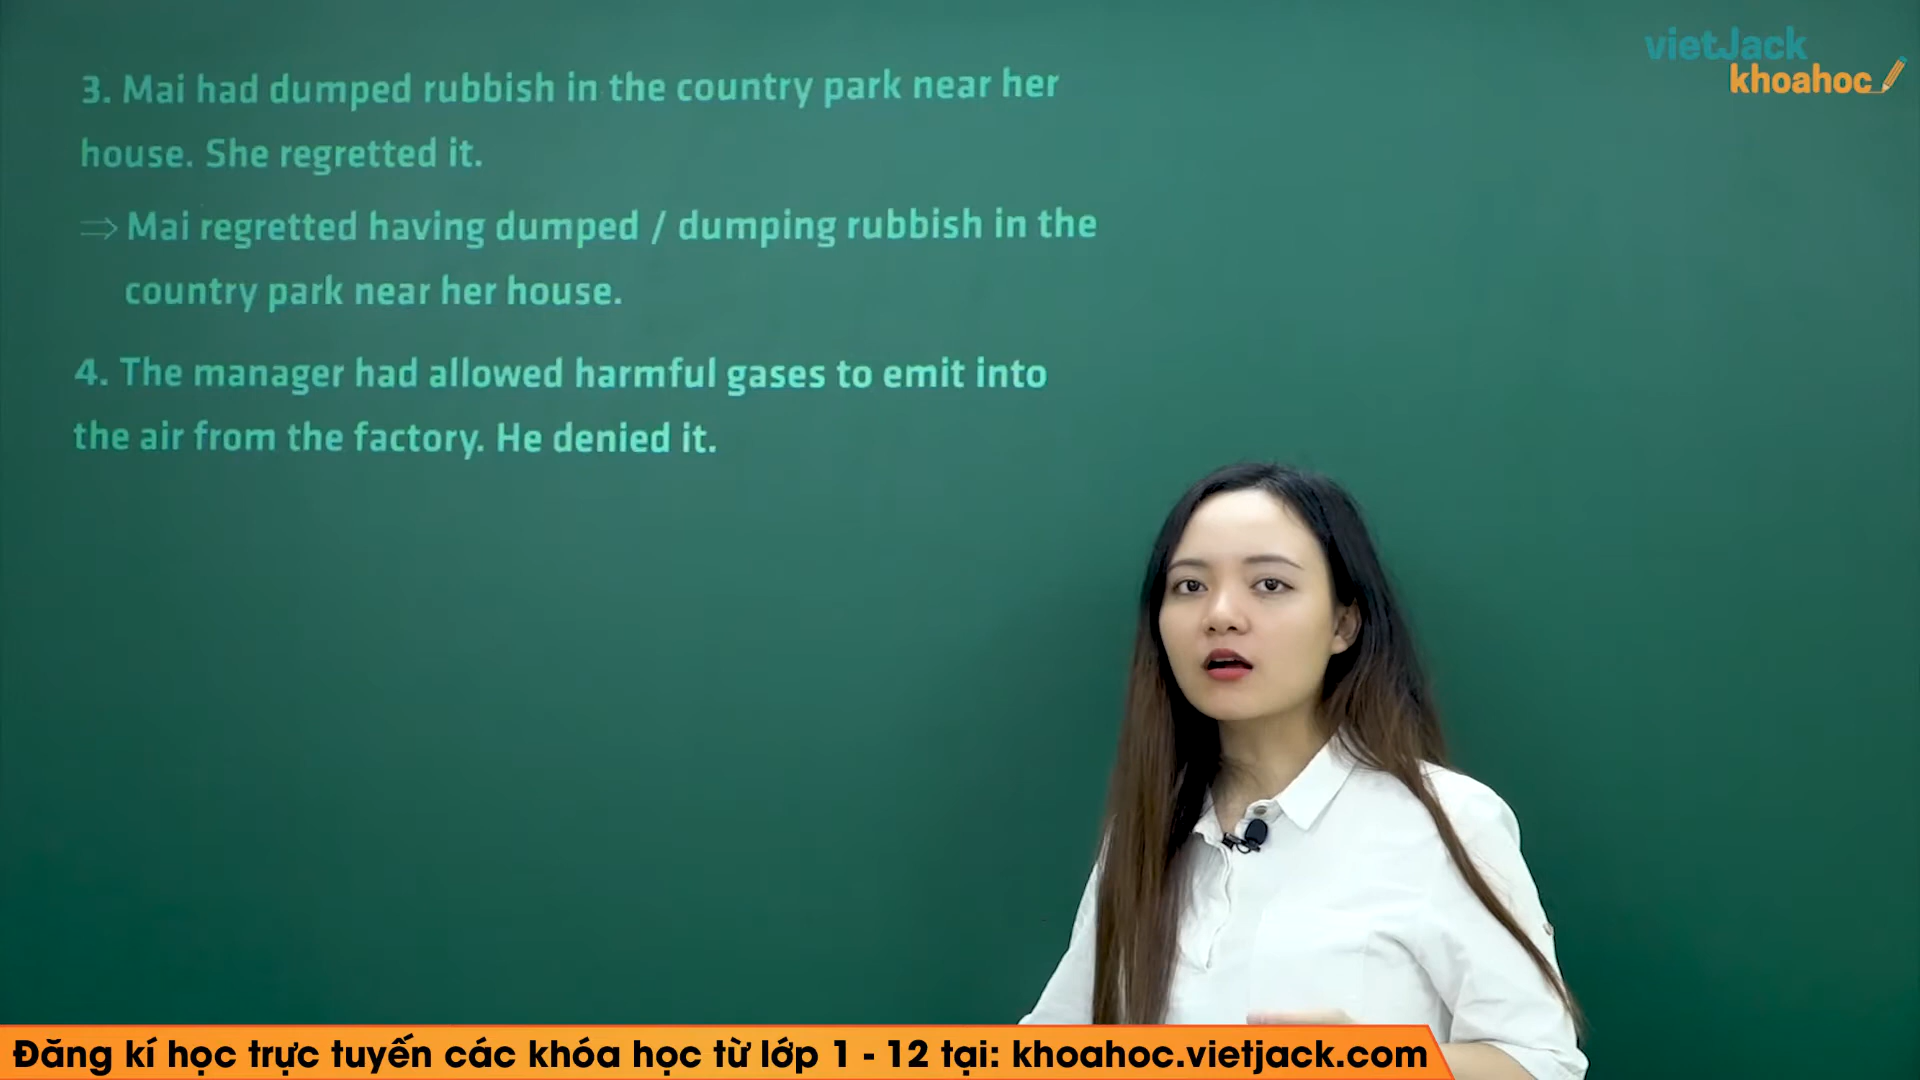 vietJack
khoahoc
3. Mai had dumped rubbish in the country park near her
house. She regretted it.
⇒ Mai regretted having dumped / dumping rubbish in the
country park near her house.
4. The manager had allowed harmful gases to emit into
the air from the factory. He denied it.
Đăng kí học trực tuyến các khóa học từ lớp 1 - 12 tại: khoahoc.vietjack.com